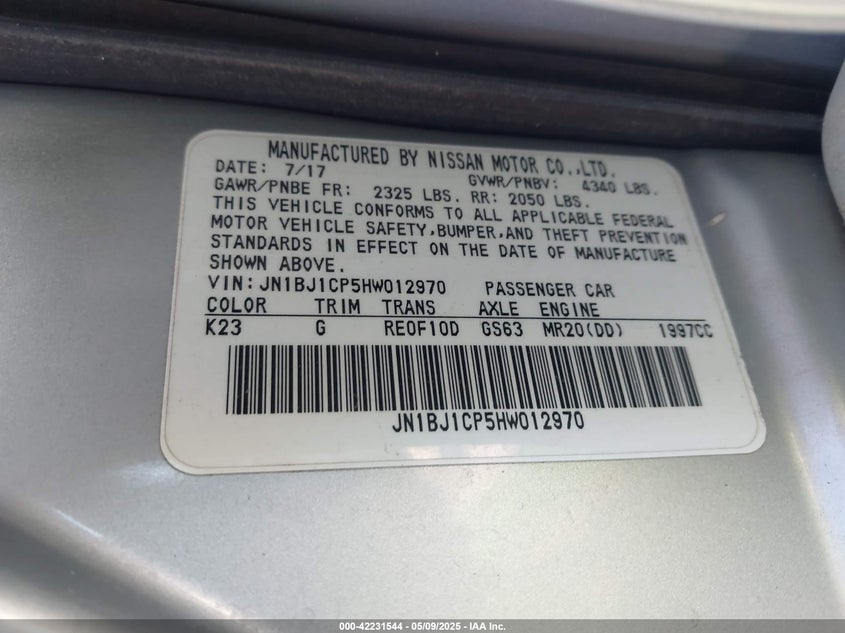 MANUFACTURED BY NISSAN MOTOR CO.,LTD.
DATE: 7/17 GVWR/PNBV: 4340 LBS.
GAWR/PNBE FR: 2325 LBS. RR: 2050 LBS.
THIS VEHICLE CONFORMS TO ALL APPLICABLE FEDERAL
MOTOR VEHICLE SAFETY,BUMPER,AND THEFT PREVENTION
STANDARDS IN EFFECT ON THE DATE OF MANUFACTURE
SHOWN ABOVE.
VIN:JN1BJ1CP5HW012970 PASSENGER CAR
COLOR TRIM TRANS AXLE ENGINE
K23 G RE0F10D GS63 MR20(DD) 1997CC
JN1BJ1CP5HW012970
000-42231544 / 05/09/2025 - IAA Inc.